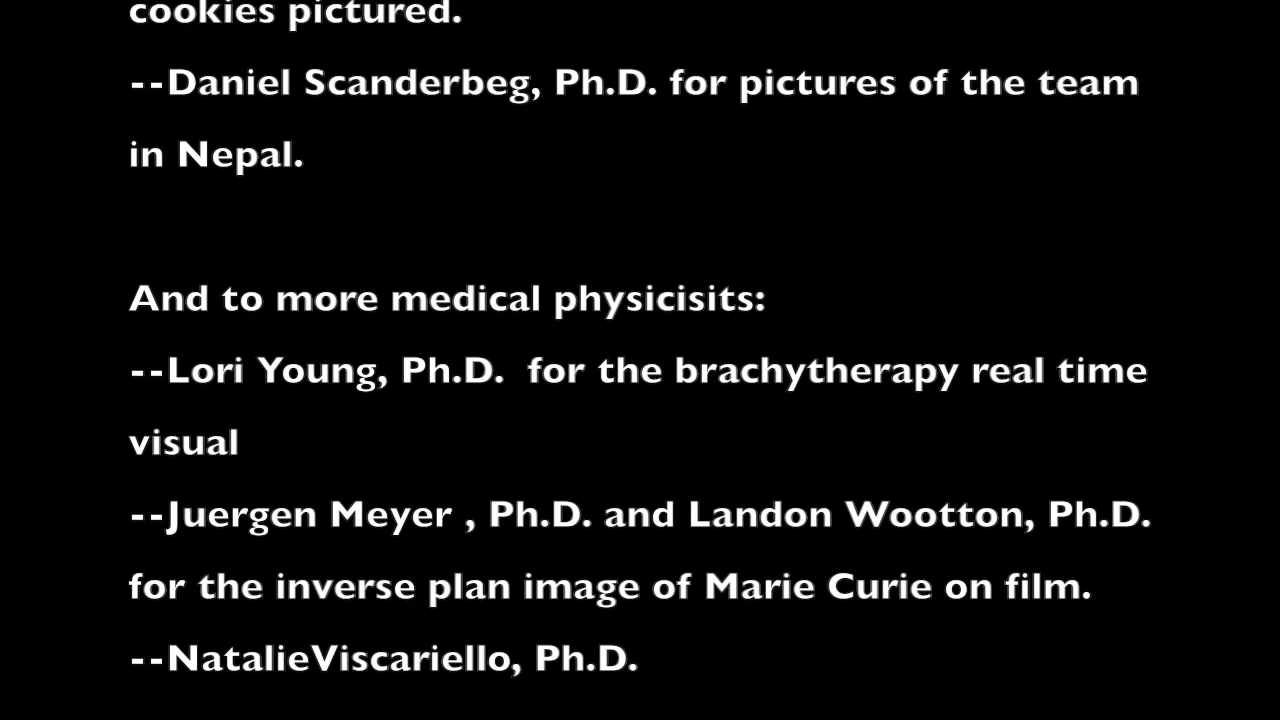 cookies pictured.
--Daniel Scanderbeg, Ph.D. for pictures of the team
in Nepal.
And to more medical physicisits:
--Lori Young, Ph.D.  for the brachytherapy real time
visual
--Juergen Meyer , Ph.D. and Landon Wootton, Ph.D.
for the inverse plan image of Marie Curie on film.
--NatalieViscariello, Ph.D.